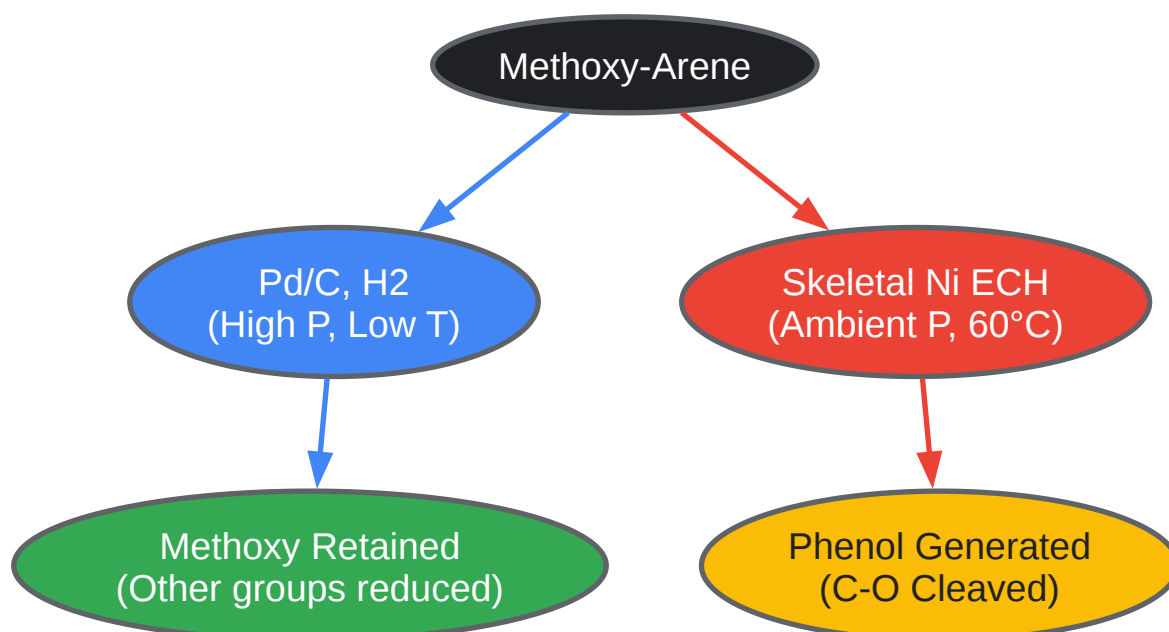 Methoxy-Arene
Pd/C, H2
(High P, Low T)
Skeletal Ni ECH
(Ambient P, 60°C)
Methoxy Retained
(Other groups reduced)
Phenol Generated
(C-O Cleaved)